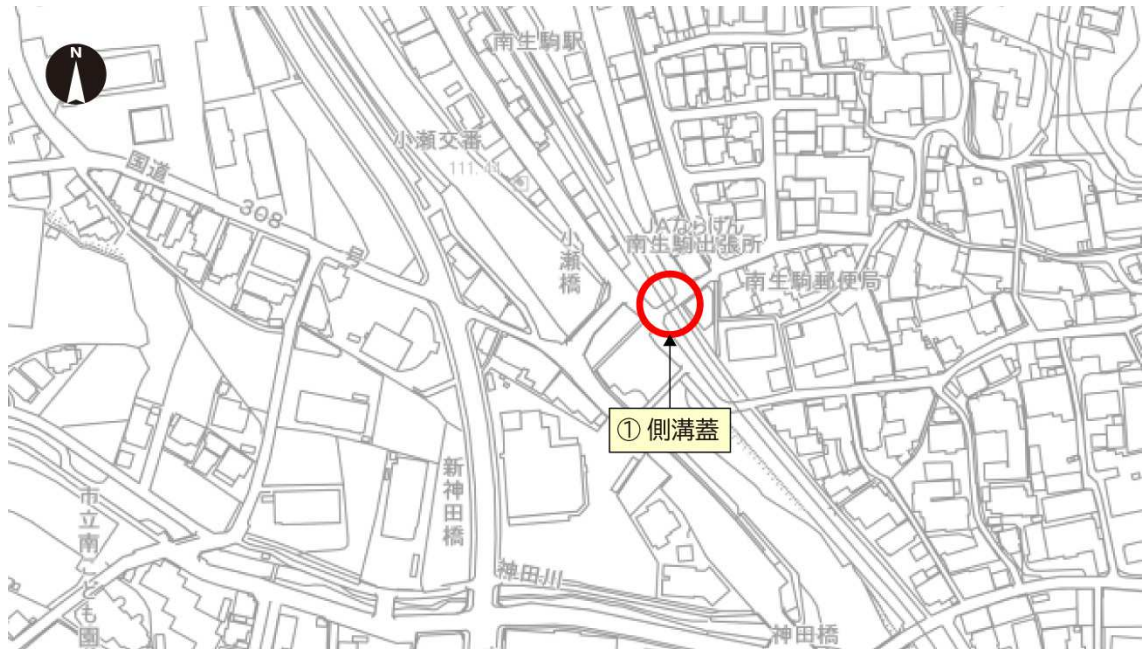 N
南生駒駅
小瀬交番
111.44
国道
308
号
小瀬橋
JAならけん
南生駒出張所
南生駒郵便局
① 側溝蓋
新神田橋
市立南こども園
神田川
神田橋